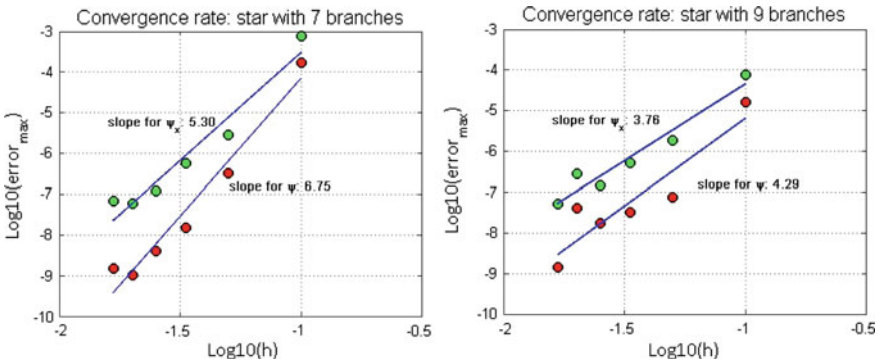 Convergence rate: star with 7 branches
-3
-4
-5
-6
-7
-8
-9
-10
Log10(error_max)
slope for ψ_x: 5.30
slope for ψ: 6.75
-2
-1.5
-1
-0.5
Log10(h)
Convergence rate: star with 9 branches
-3
-4
-5
-6
-7
-8
-9
-10
Log10(error_max)
slope for ψ_x: 3.76
slope for ψ: 4.29
-2
-1.5
-1
-0.5
Log10(h)